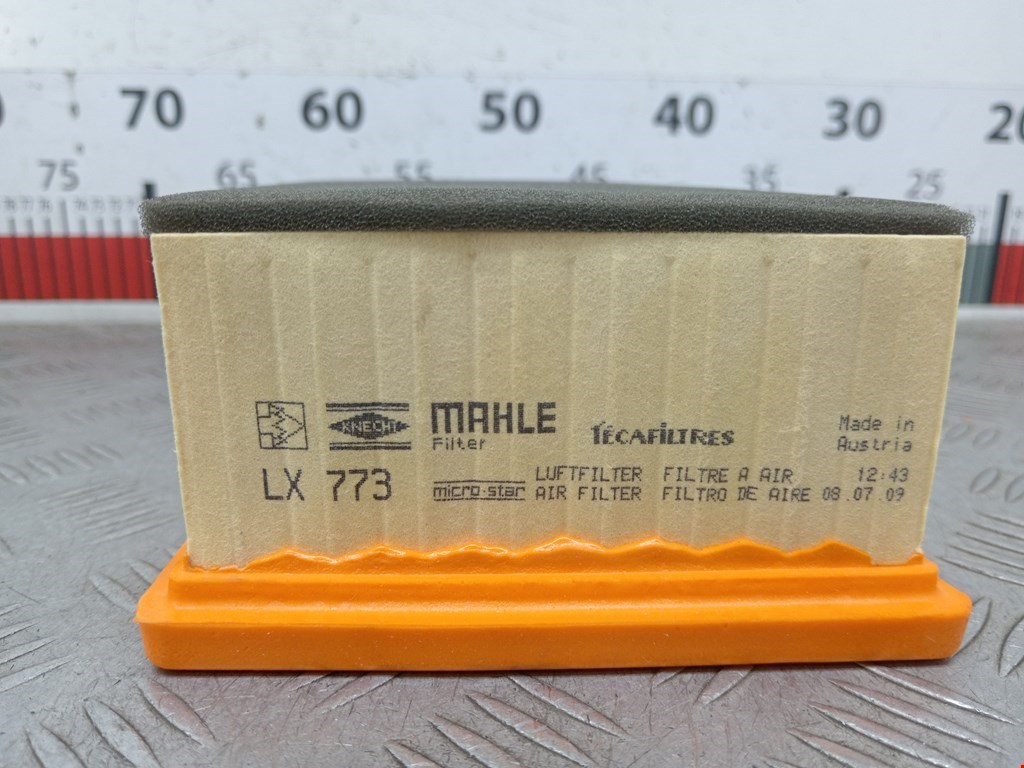 70 60 50 40 30 20
75 65 55 45 35 25
KNECHT
MAHLE
Filter
TECAFILTRES
Made in
Austria
LX 773
micro-star
LUFTFILTER FILTRE A AIR 12:43
AIR FILTER FILTRO DE AIRE 08.07.09